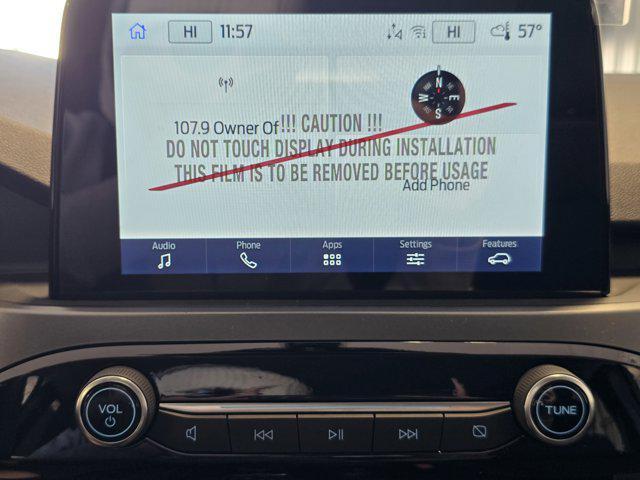 HI 11:57 HI 57°
N
W E
S
107.9 Owner Of
!!! CAUTION !!!
DO NOT TOUCH DISPLAY DURING INSTALLATION
THIS FILM IS TO BE REMOVED BEFORE USAGE
Add Phone
Audio Phone Apps Settings Features
VOL TUNE